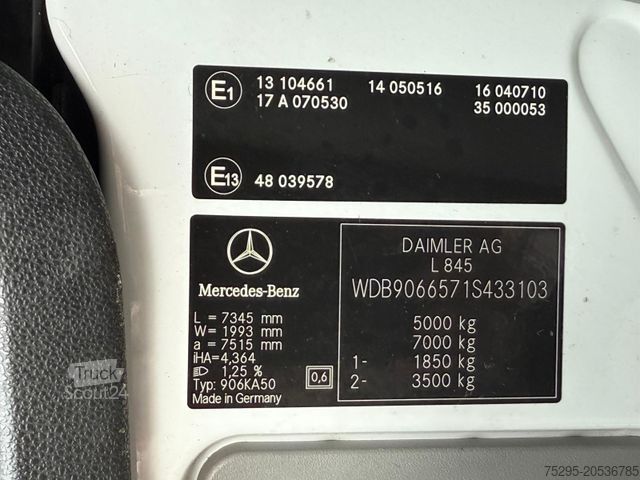 E1 13 104661 14 050516 16 040710
17 A 070530 35 000053
E13 48 039578
Mercedes-Benz
L = 7345 mm
W = 1993 mm
a = 7515 mm
iHA=4,364
1,25 %
Typ: 906KA50
Made in Germany
0,6
DAIMLER AG
L 845
WDB9066571S433103
5000 kg
7000 kg
1- 1850 kg
2- 3500 kg
Truck
Scout24
75295-20536785